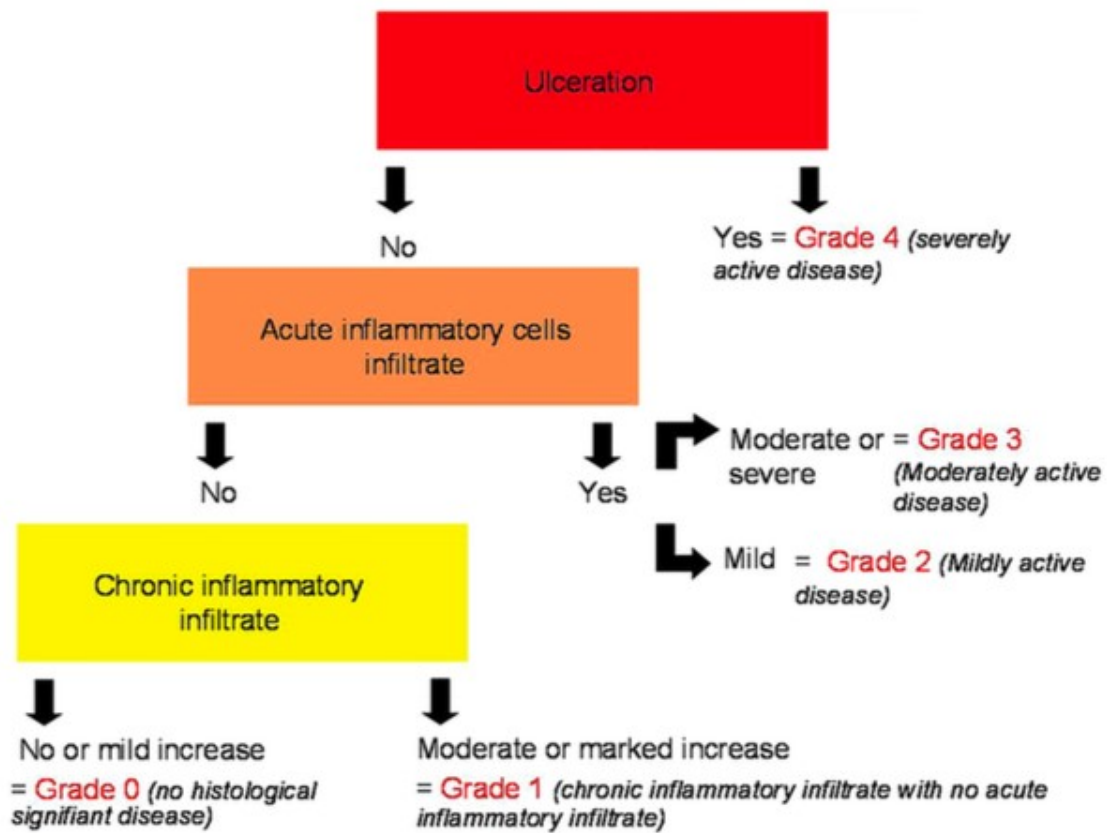 Ulceration
No
Yes = Grade 4 (severely
active disease)
Acute inflammatory cells
infiltrate
No
Yes
Moderate or = Grade 3
severe (Moderately active
disease)
Mild = Grade 2 (Mildly active
disease)
Chronic inflammatory
infiltrate
No or mild increase
= Grade 0 (no histological
signifiant disease)
Moderate or marked increase
= Grade 1 (chronic inflammatory infiltrate with no acute
inflammatory infiltrate)